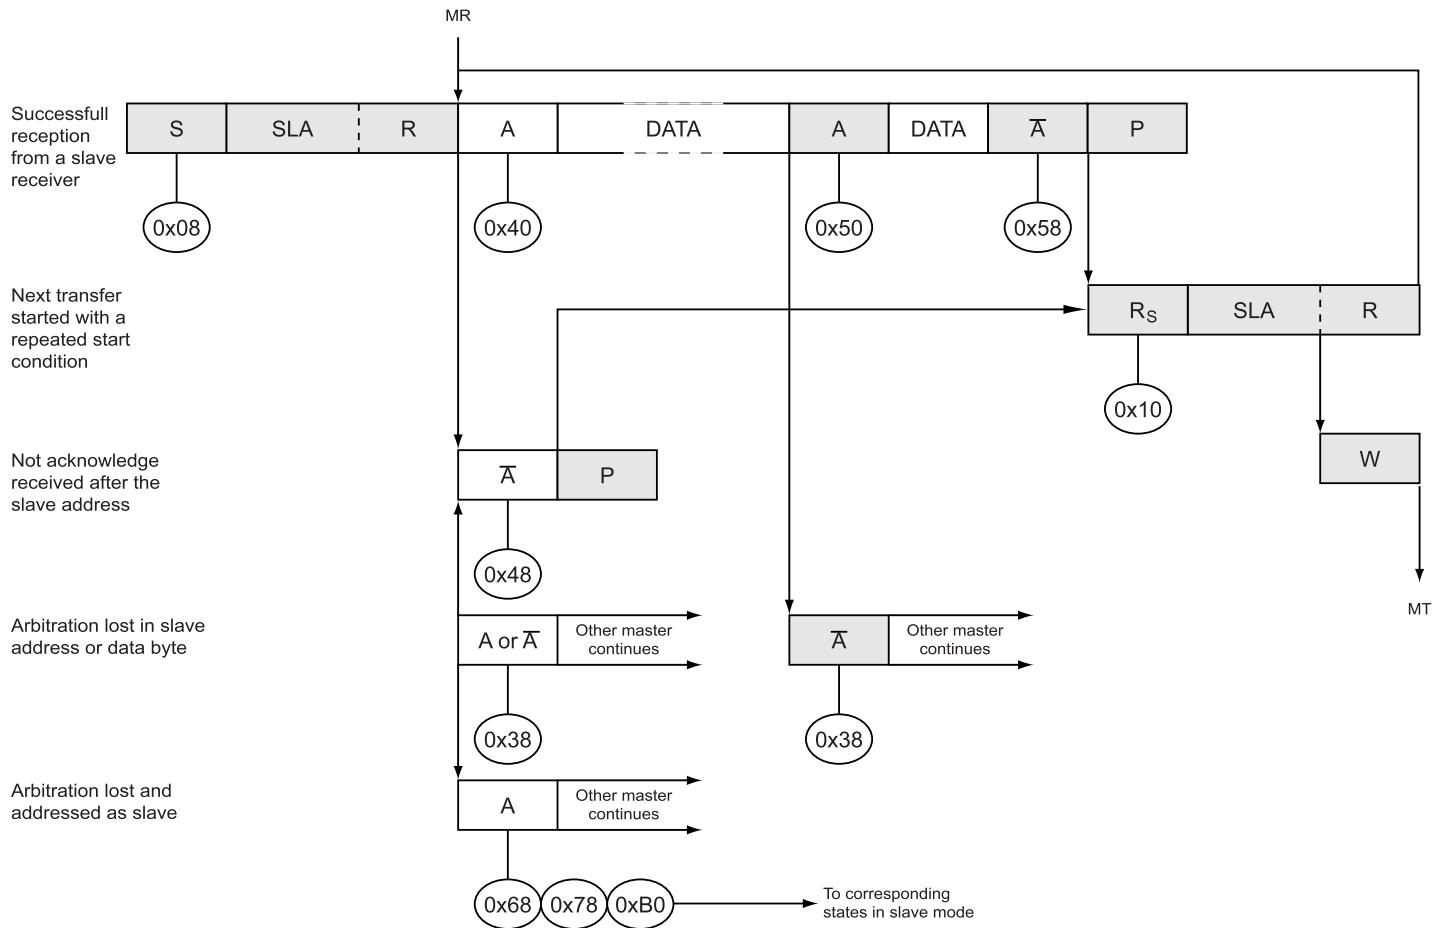 MR
Successfull
reception
from a slave
receiver
S SLA R A DATA A DATA A̅ P
0x08 0x40 0x50 0x58
Next transfer
started with a
repeated start
condition
RS SLA R
0x10
Not acknowledge
received after the
slave address
A̅ P
W
0x48
MT
Arbitration lost in slave
address or data byte
A or A̅
Other master
continues
A̅
Other master
continues
0x38 0x38
Arbitration lost and
addressed as slave
A
Other master
continues
0x68 0x78 0xB0
To corresponding
states in slave mode